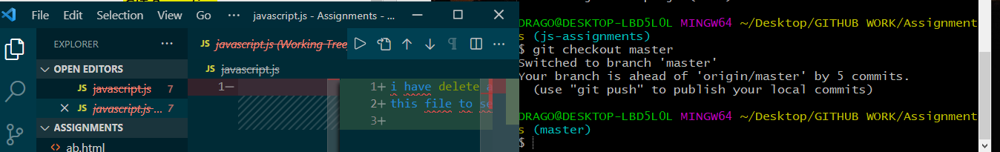 File Edit Selection View Go ··· javascript.js - Assignments - ...
EXPLORER ···
OPEN EDITORS
JS javascript.js 7
JS javascript.js ... 7
ASSIGNMENTS
<> ab.html
JS javascript.js (Working Tree ···
JS javascript.js
1-
1+ i have delete
2+ this file to se
3+
DRAGO@DESKTOP-LBD5L0L MINGW64 ~/Desktop/GITHUB WORK/Assignment
s (js-assignments)
$ git checkout master
Switched to branch 'master'
Your branch is ahead of 'origin/master' by 5 commits.
  (use "git push" to publish your local commits)
DRAGO@DESKTOP-LBD5L0L MINGW64 ~/Desktop/GITHUB WORK/Assignment
s (master)
$